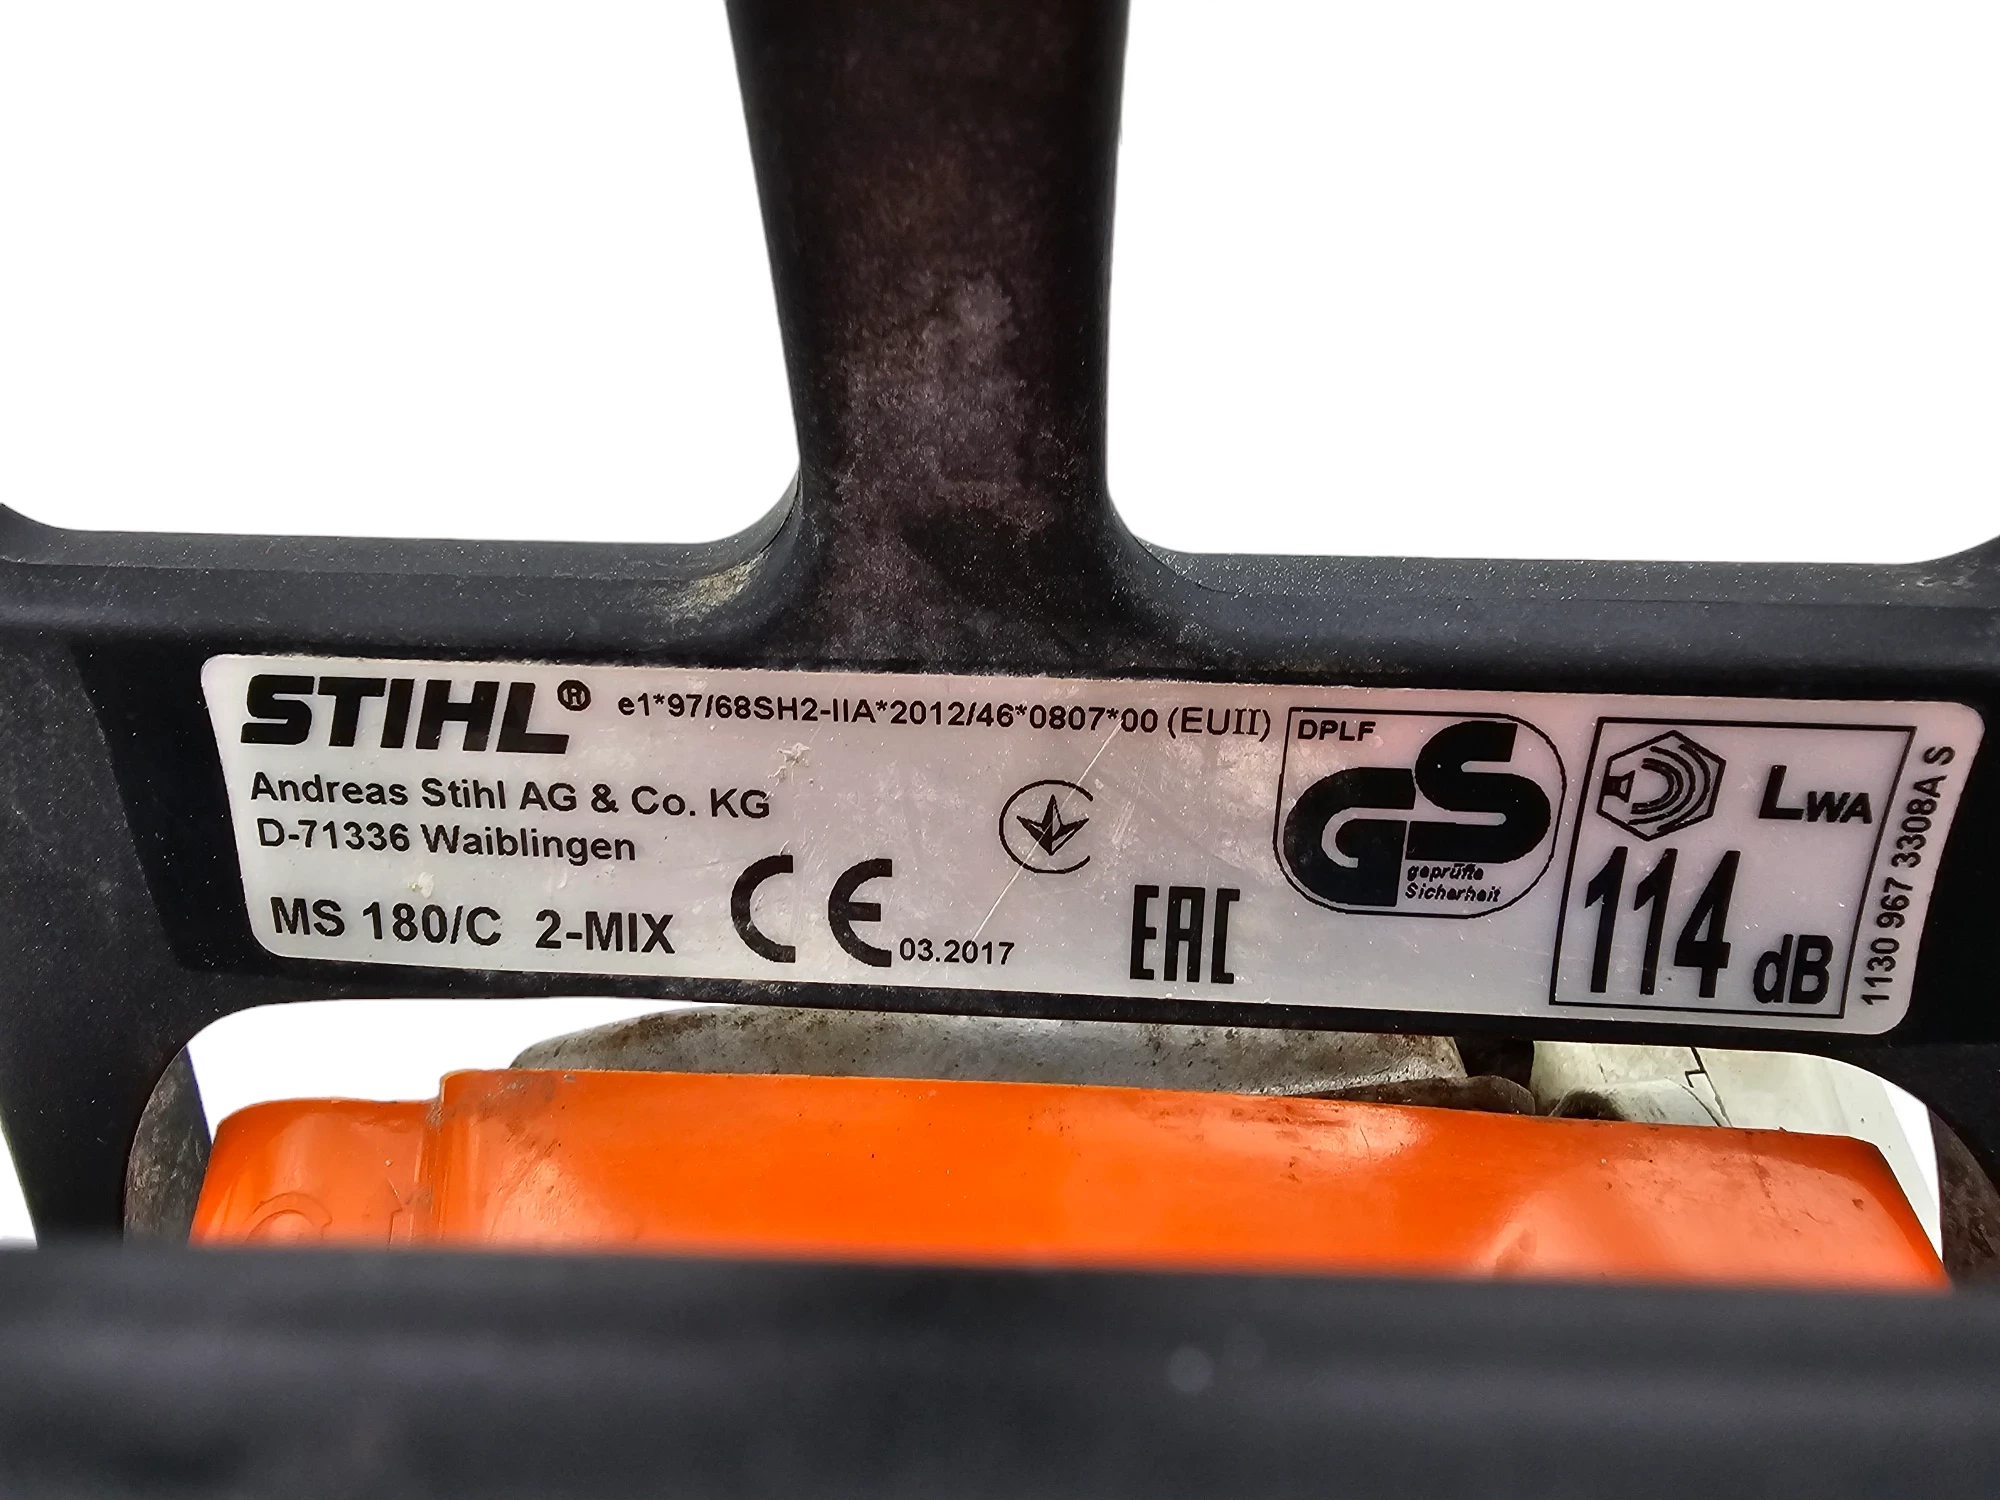 STIHL® e1*97/68SH2-IIA*2012/46*0807*00 (EUII)
Andreas Stihl AG & Co. KG
D-71336 Waiblingen
MS 180/C 2-MIX
CE 03.2017
EAC
DPLF
GS
geprüfte
Sicherheit
LWA
114 dB
1130 967 3308A S